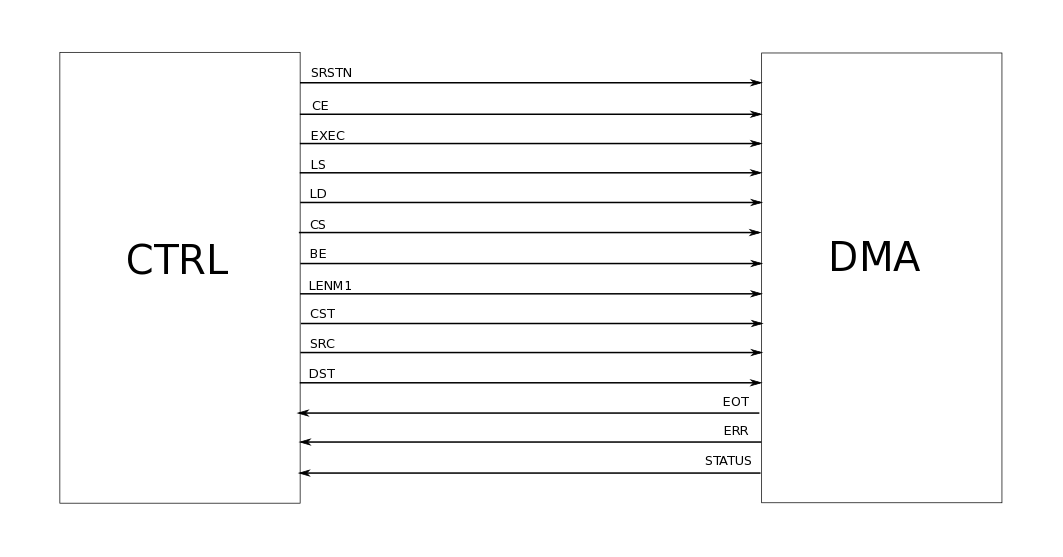 SRSTN
CE
EXEC
LS
LD
CS
BE
LENM1
CST
SRC
DST
EOT
ERR
STATUS
CTRL
DMA